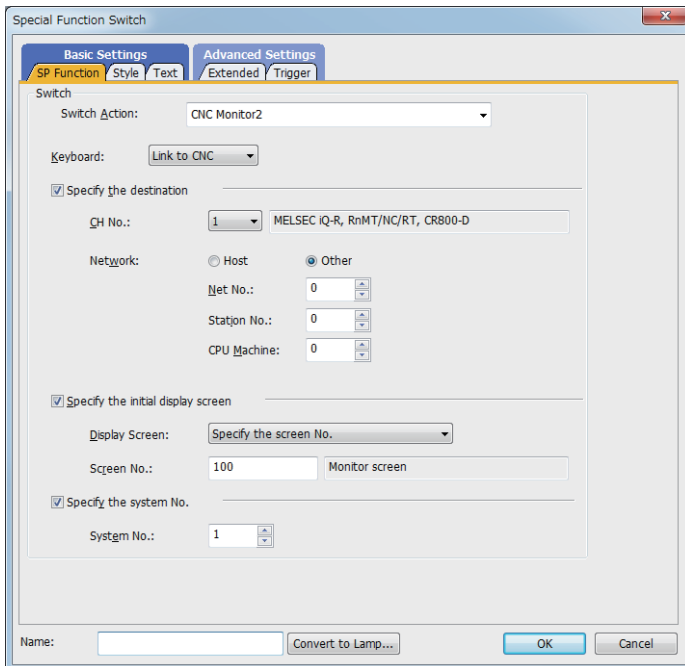 Special Function Switch
Basic Settings Advanced Settings
SP Function Style Text Extended Trigger
Switch
Switch Action: CNC Monitor2
Keyboard: Link to CNC
Specify the destination
CH No.: 1 MELSEC iQ-R, RnMT/NC/RT, CR800-D
Network: Host Other
Net No.: 0
Station No.: 0
CPU Machine: 0
Specify the initial display screen
Display Screen: Specify the screen No.
Screen No.: 100 Monitor screen
Specify the system No.
System No.: 1
Name: Convert to Lamp... OK Cancel